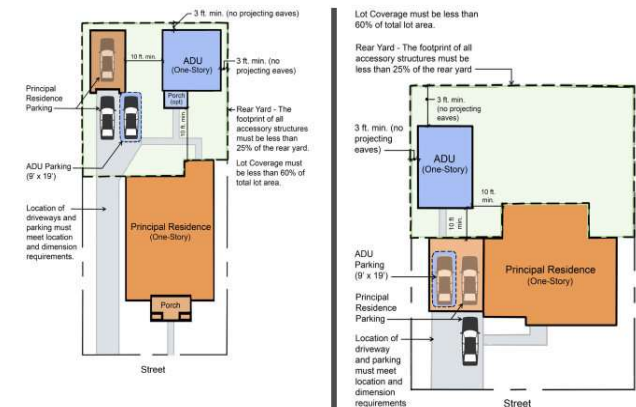 3 ft. min. (no projecting eaves)
10 ft. min.
ADU
(One-Story)
3 ft. min. (no
projecting eaves)
Principal
Residence
Parking
Porch
(opt)
10 ft. min.
Rear Yard - The
footprint of all
accessory structures
must be less than
25% of the rear yard.
ADU Parking
(9' x 19')
Lot Coverage must
be less than 60% of
total lot area.
Location of
driveways and
parking must
meet location
and dimension
requirements.
Principal Residence
(One-Story)
Porch
Street
Lot Coverage must be less than
60% of total lot area.
Rear Yard - The footprint of all
accessory structures must be
less than 25% of the rear yard
3 ft. min.
(no projecting
eaves)
3 ft. min. (no
projecting
eaves)
ADU
(One-Story)
10 ft.
min.
10 ft.
min.
ADU
Parking
(9' x 19')
Principal Residence
(One-Story)
Principal
Residence
Parking
Location of
driveway
and parking
must meet
location and
dimension
requirements
Street